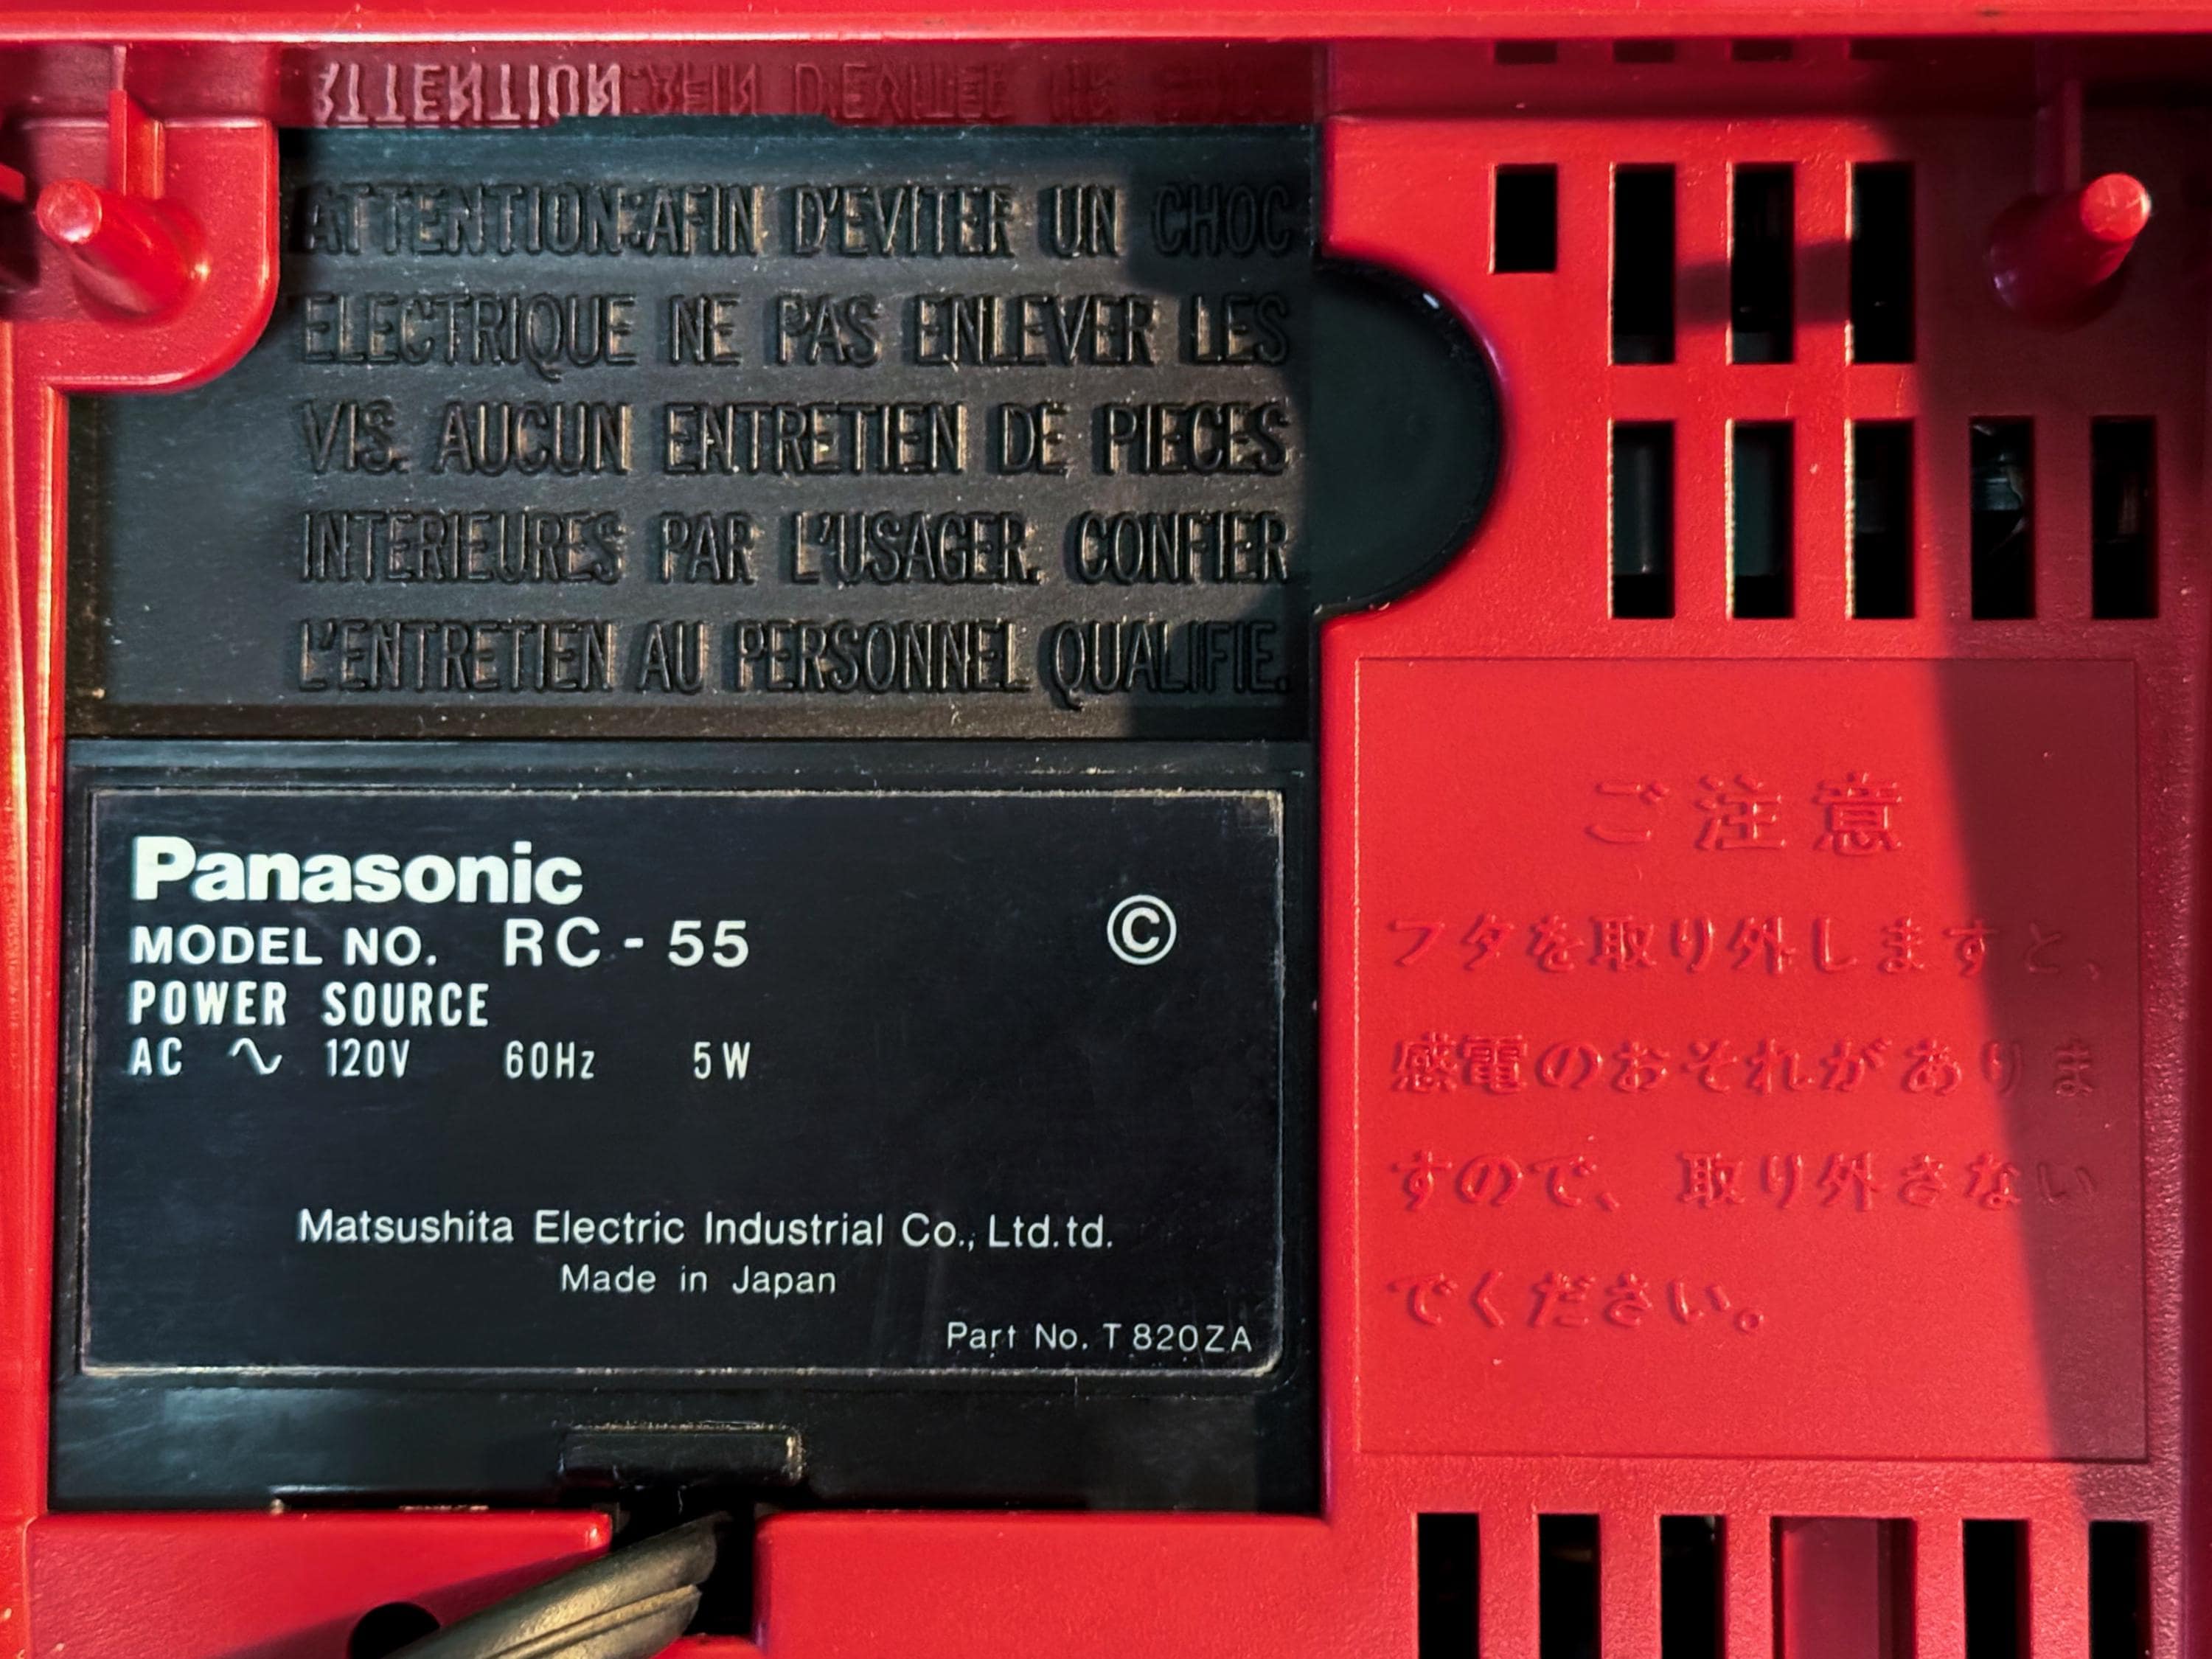 ATTENTION:AFIN D'EVITER UN CHOC
ELECTRIQUE NE PAS ENLEVER LES
VIS. AUCUN ENTRETIEN DE PIECES
INTERIEURES PAR L'USAGER. CONFIER
L'ENTRETIEN AU PERSONNEL QUALIFIE.
Panasonic
MODEL NO. RC-55
©
POWER SOURCE
AC ∿ 120V 60Hz 5W
Matsushita Electric Industrial Co., Ltd.td.
Made in Japan
Part No. T820ZA
ご注意
フタを取り外しますと、
感電のおそれがありま
すので、取り外さない
でください。